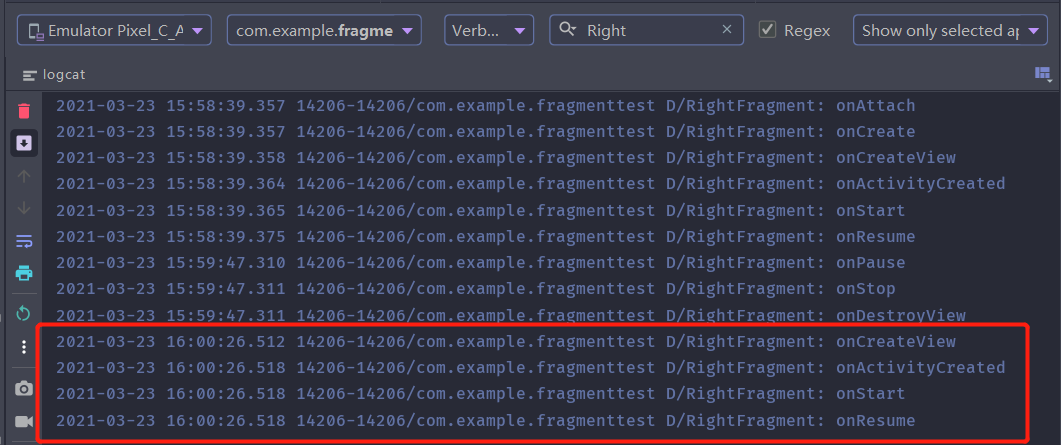 Emulator Pixel_C_A
com.example.fragme
Verb...
Right
Regex
Show only selected ap
logcat
2021-03-23 15:58:39.357 14206-14206/com.example.fragmenttest D/RightFragment: onAttach
2021-03-23 15:58:39.357 14206-14206/com.example.fragmenttest D/RightFragment: onCreate
2021-03-23 15:58:39.358 14206-14206/com.example.fragmenttest D/RightFragment: onCreateView
2021-03-23 15:58:39.364 14206-14206/com.example.fragmenttest D/RightFragment: onActivityCreated
2021-03-23 15:58:39.365 14206-14206/com.example.fragmenttest D/RightFragment: onStart
2021-03-23 15:58:39.375 14206-14206/com.example.fragmenttest D/RightFragment: onResume
2021-03-23 15:59:47.310 14206-14206/com.example.fragmenttest D/RightFragment: onPause
2021-03-23 15:59:47.311 14206-14206/com.example.fragmenttest D/RightFragment: onStop
2021-03-23 15:59:47.311 14206-14206/com.example.fragmenttest D/RightFragment: onDestroyView
2021-03-23 16:00:26.512 14206-14206/com.example.fragmenttest D/RightFragment: onCreateView
2021-03-23 16:00:26.518 14206-14206/com.example.fragmenttest D/RightFragment: onActivityCreated
2021-03-23 16:00:26.518 14206-14206/com.example.fragmenttest D/RightFragment: onStart
2021-03-23 16:00:26.518 14206-14206/com.example.fragmenttest D/RightFragment: onResume